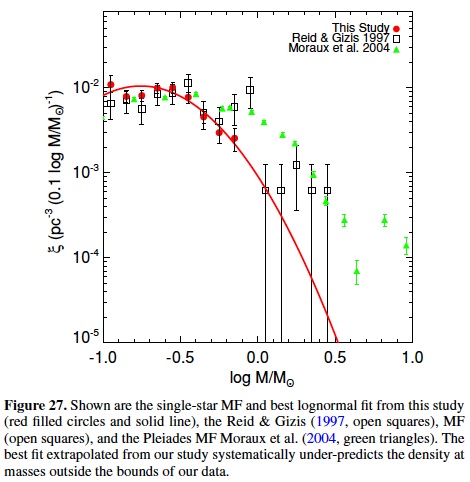 This Study
Reid & Gizis 1997
Moraux et al. 2004
10⁻²
10⁻³
10⁻⁴
10⁻⁵
ξ (pc⁻³ (0.1 log M/M☉)⁻¹)
-1.0 -0.5 0.0 0.5 1.0
log M/M☉
Figure 27. Shown are the single-star MF and best lognormal fit from this study
(red filled circles and solid line), the Reid & Gizis (1997, open squares), MF
(open squares), and the Pleiades MF Moraux et al. (2004, green triangles). The
best fit extrapolated from our study systematically under-predicts the density at
masses outside the bounds of our data.